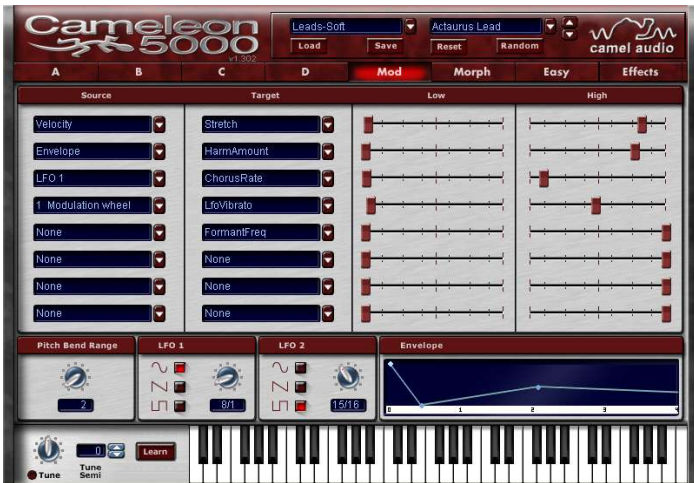 Cameleon 5000 v1.302
Leads-Soft Actaurus Lead
Load Save Reset Random
camel audio
A B C D Mod Morph Easy Effects
Source Target Low High
Velocity Stretch
Envelope HarmAmount
LFO 1 ChorusRate
1 Modulation wheel LfoVibrato
None FormantFreq
None None
None None
None None
Pitch Bend Range LFO 1 LFO 2 Envelope
2 8/1 15/16
0 1 2 3 4
0 Learn
Tune Tune Semi